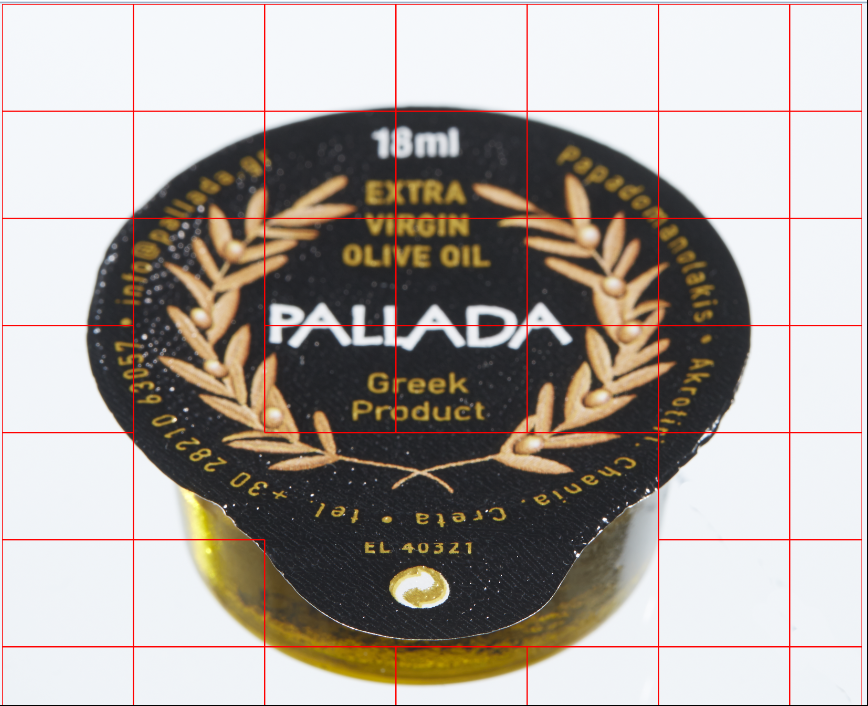 18ml
EXTRA
VIRGIN
OLIVE OIL
PALLADA
Greek
Product
Papadomanolakis • Akrotiri, Chania, Creta • tel. +30 28210 63057 • info@pallada.gr
EL 40321